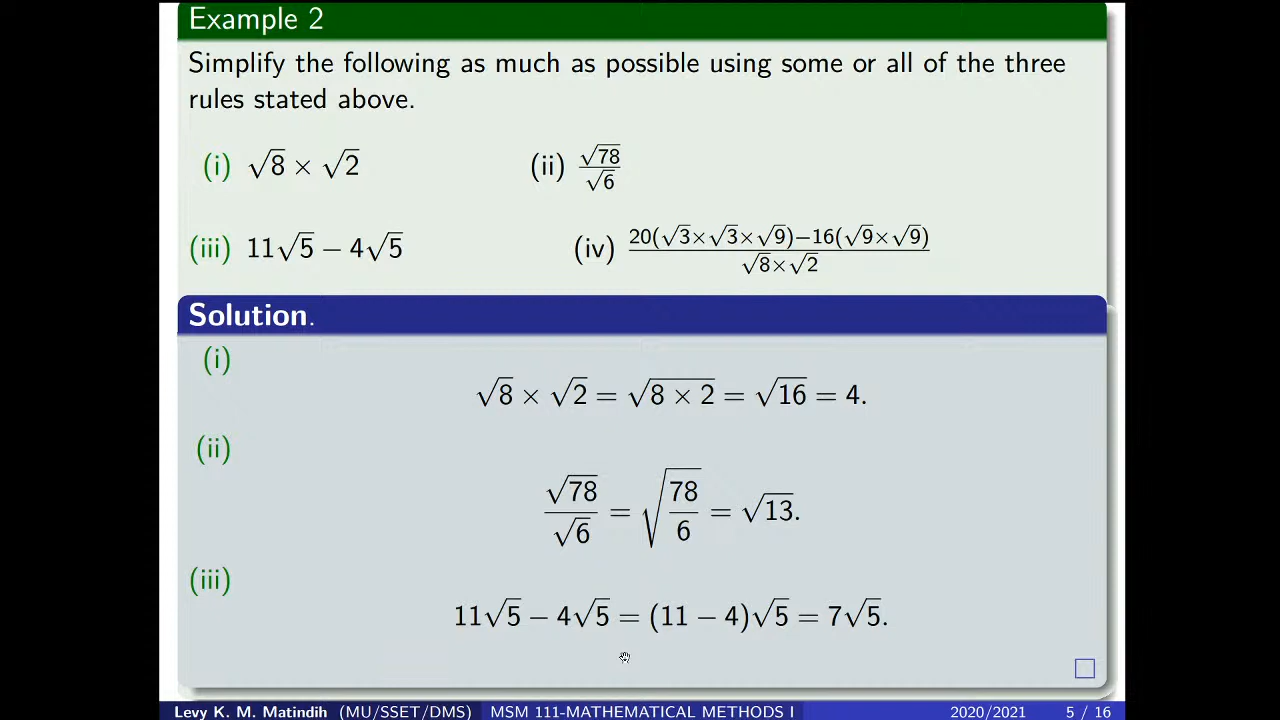 Example 2
Simplify the following as much as possible using some or all of the three
rules stated above.
(i) √8 × √2 (ii) √78/√6
(iii) 11√5 − 4√5 (iv) 20(√3×√3×√9)−16(√9×√9)/√8×√2
Solution.
(i)
√8 × √2 = √(8 × 2) = √16 = 4.
(ii)
√78/√6 = √(78/6) = √13.
(iii)
11√5 − 4√5 = (11 − 4)√5 = 7√5.
Levy K. M. Matindih (MU/SSET/DMS) MSM 111-MATHEMATICAL METHODS I 2020/2021 5 / 16